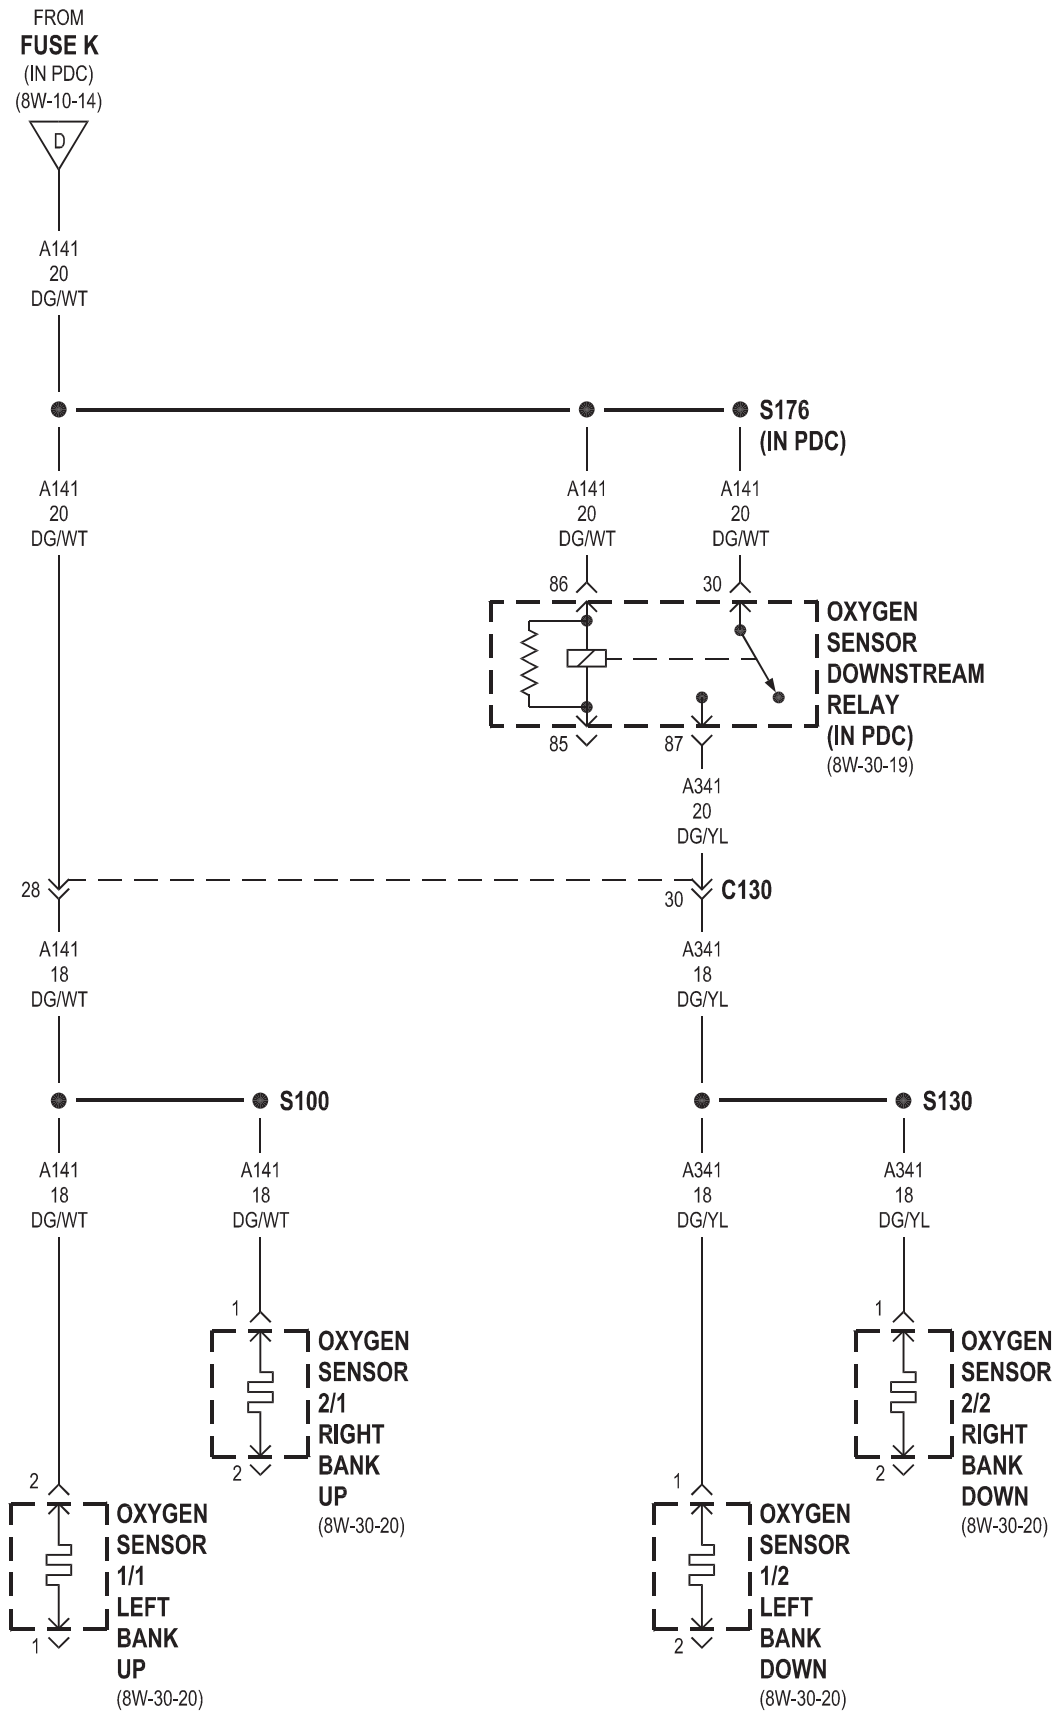 FROM
FUSE K
(IN PDC)
(8W-10-14)
D
A141
20
DG/WT
S176
(IN PDC)
A141
20
DG/WT
A141
20
DG/WT
A141
20
DG/WT
86
30
OXYGEN
SENSOR
DOWNSTREAM
RELAY
(IN PDC)
(8W-30-19)
85
87
A341
20
DG/YL
28
30
C130
A141
18
DG/WT
A341
18
DG/YL
S100
S130
A141
18
DG/WT
A141
18
DG/WT
A341
18
DG/YL
A341
18
DG/YL
1
OXYGEN
SENSOR
2/1
RIGHT
BANK
UP
(8W-30-20)
2
1
OXYGEN
SENSOR
2/2
RIGHT
BANK
DOWN
(8W-30-20)
2
2
OXYGEN
SENSOR
1/1
LEFT
BANK
UP
(8W-30-20)
1
1
OXYGEN
SENSOR
1/2
LEFT
BANK
DOWN
(8W-30-20)
2